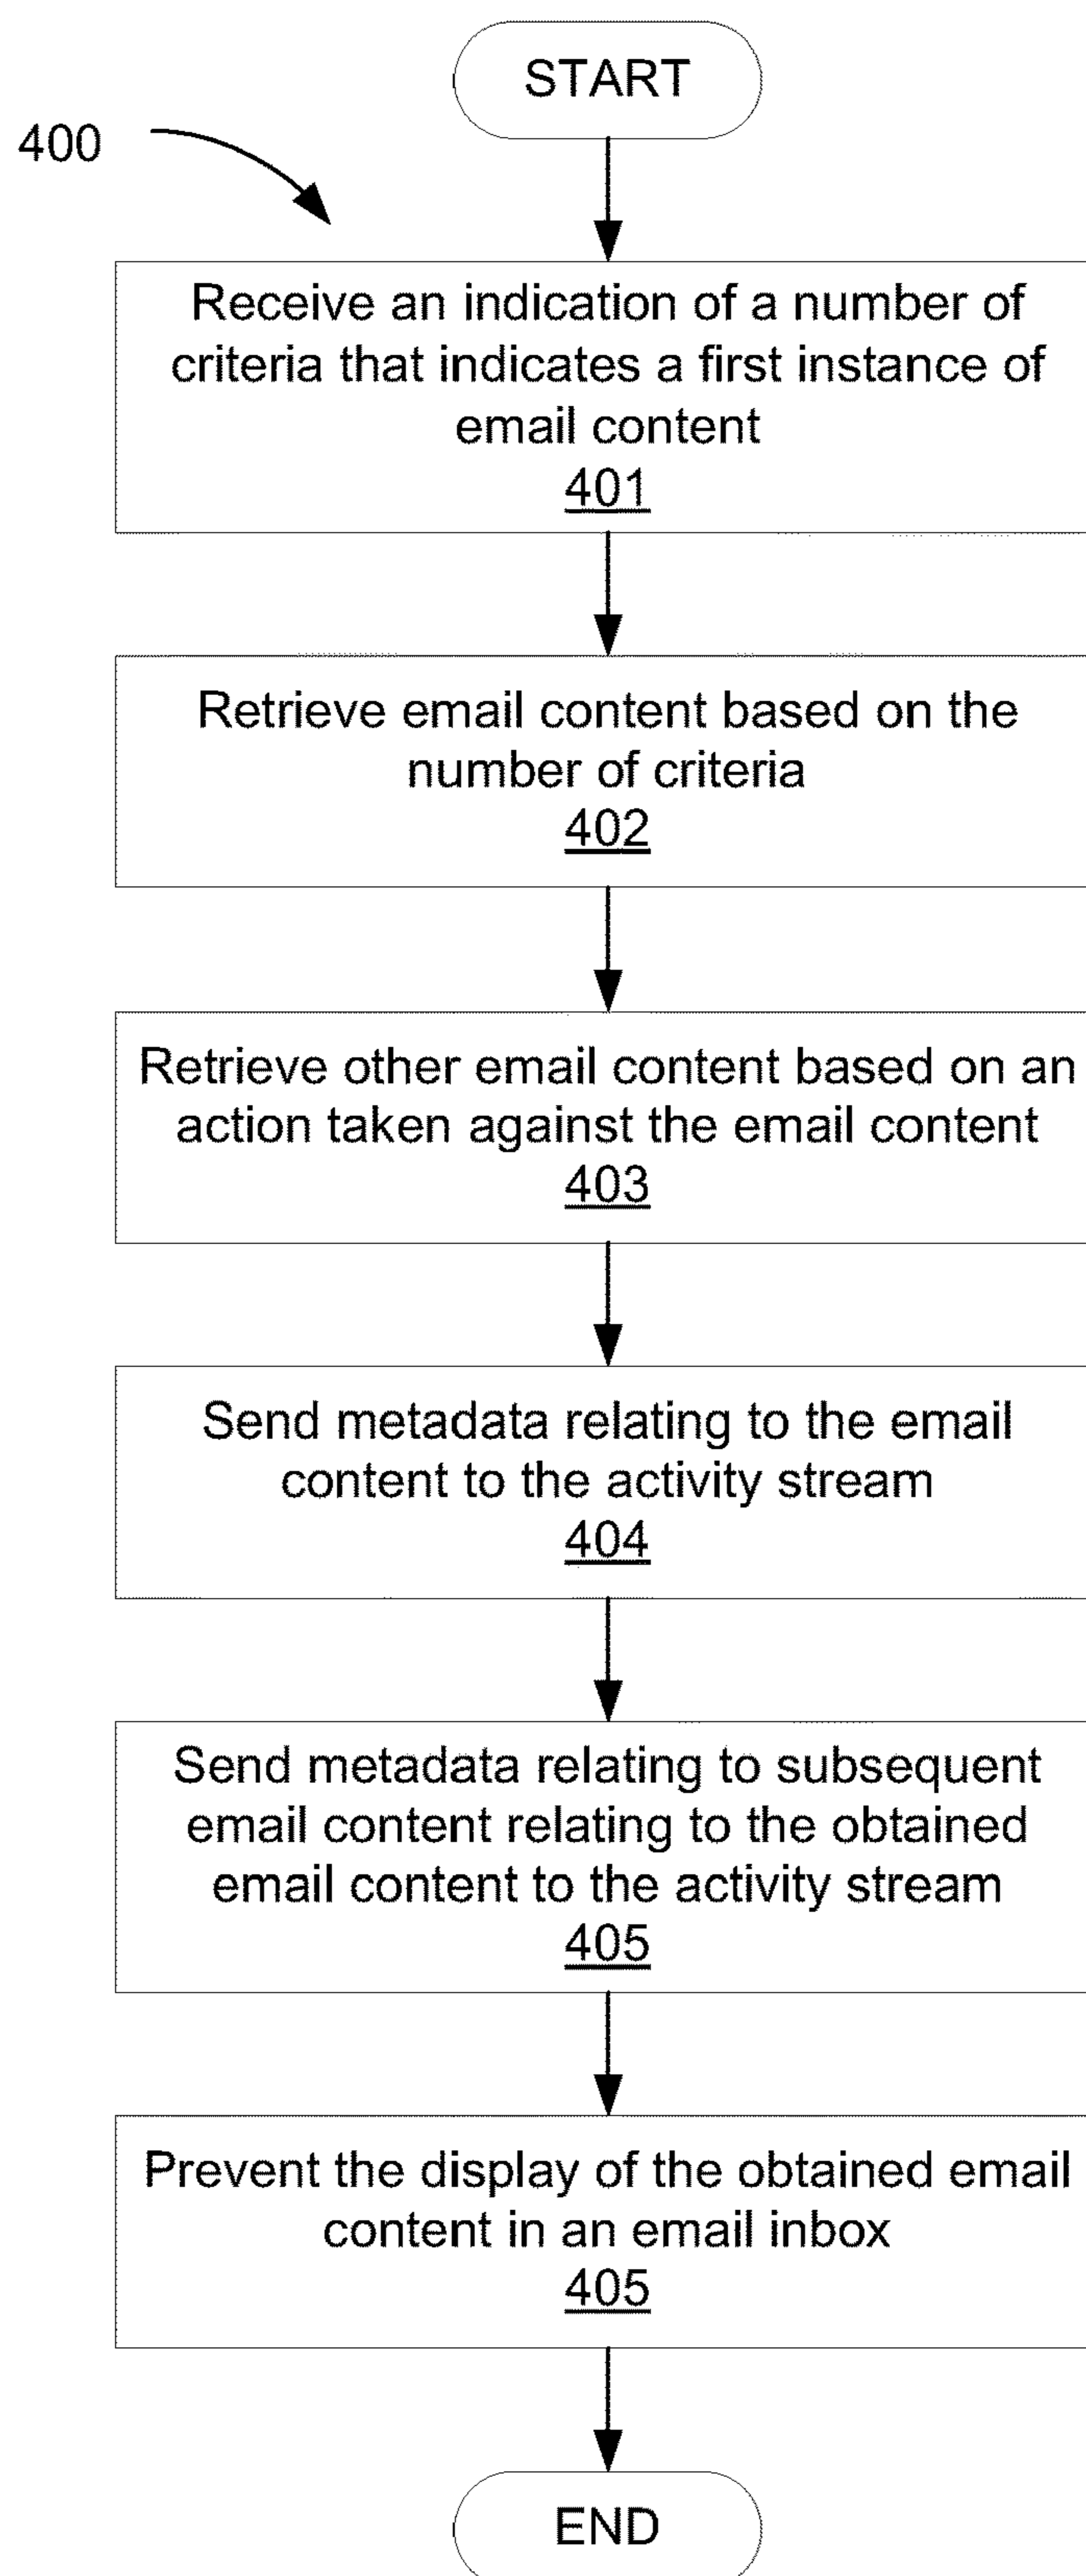 START
400
Receive an indication of a number of
criteria that indicates a first instance of
email content
401
Retrieve email content based on the
number of criteria
402
Retrieve other email content based on an
action taken against the email content
403
Send metadata relating to the email
content to the activity stream
404
Send metadata relating to subsequent
email content relating to the obtained
email content to the activity stream
405
Prevent the display of the obtained email
content in an email inbox
405
END